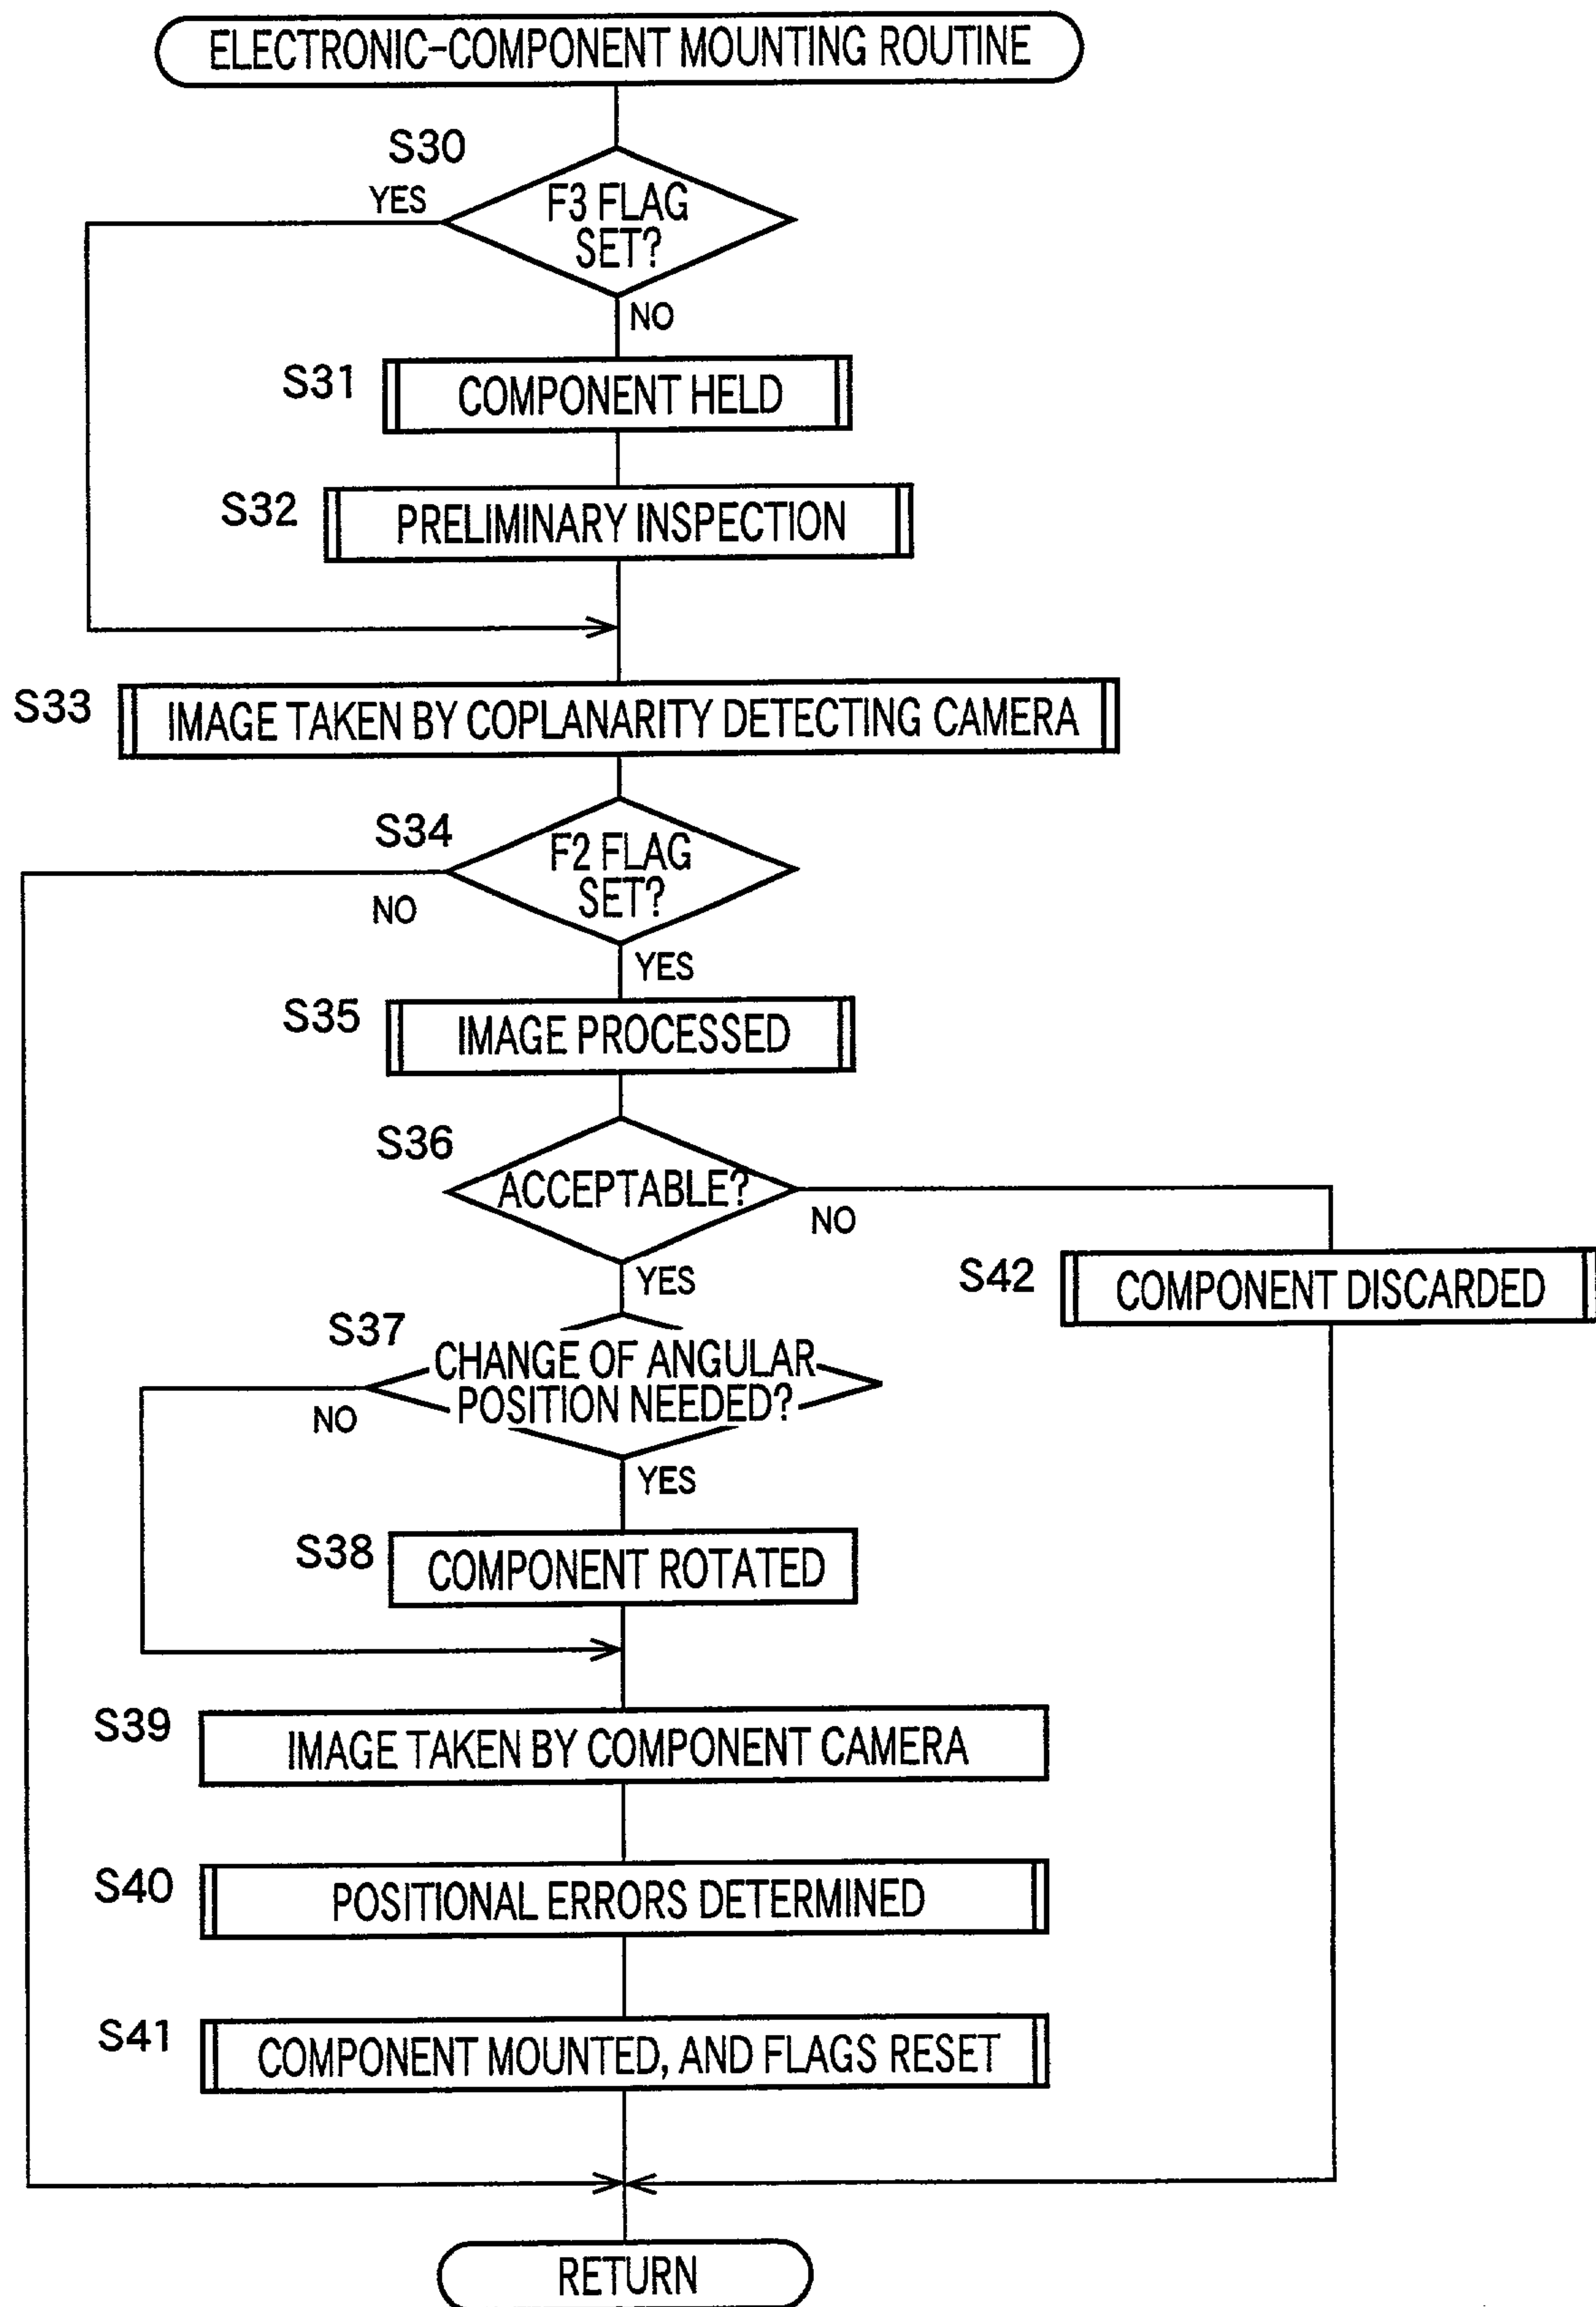 ELECTRONIC-COMPONENT MOUNTING ROUTINE
S30
YES
F3 FLAG
SET?
NO
S31
COMPONENT HELD
S32
PRELIMINARY INSPECTION
S33
IMAGE TAKEN BY COPLANARITY DETECTING CAMERA
S34
F2 FLAG
SET?
NO
YES
S35
IMAGE PROCESSED
S36
ACCEPTABLE?
NO
YES
S42
COMPONENT DISCARDED
S37
CHANGE OF ANGULAR
POSITION NEEDED?
NO
YES
S38
COMPONENT ROTATED
S39
IMAGE TAKEN BY COMPONENT CAMERA
S40
POSITIONAL ERRORS DETERMINED
S41
COMPONENT MOUNTED, AND FLAGS RESET
RETURN